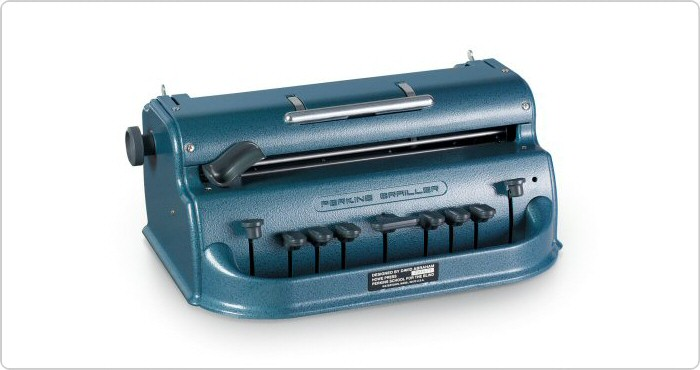 PERKINS BRAILLER
DESIGNED BY DAVID ABRAHAM
HOWE PRESS
PERKINS SCHOOL FOR THE BLIND